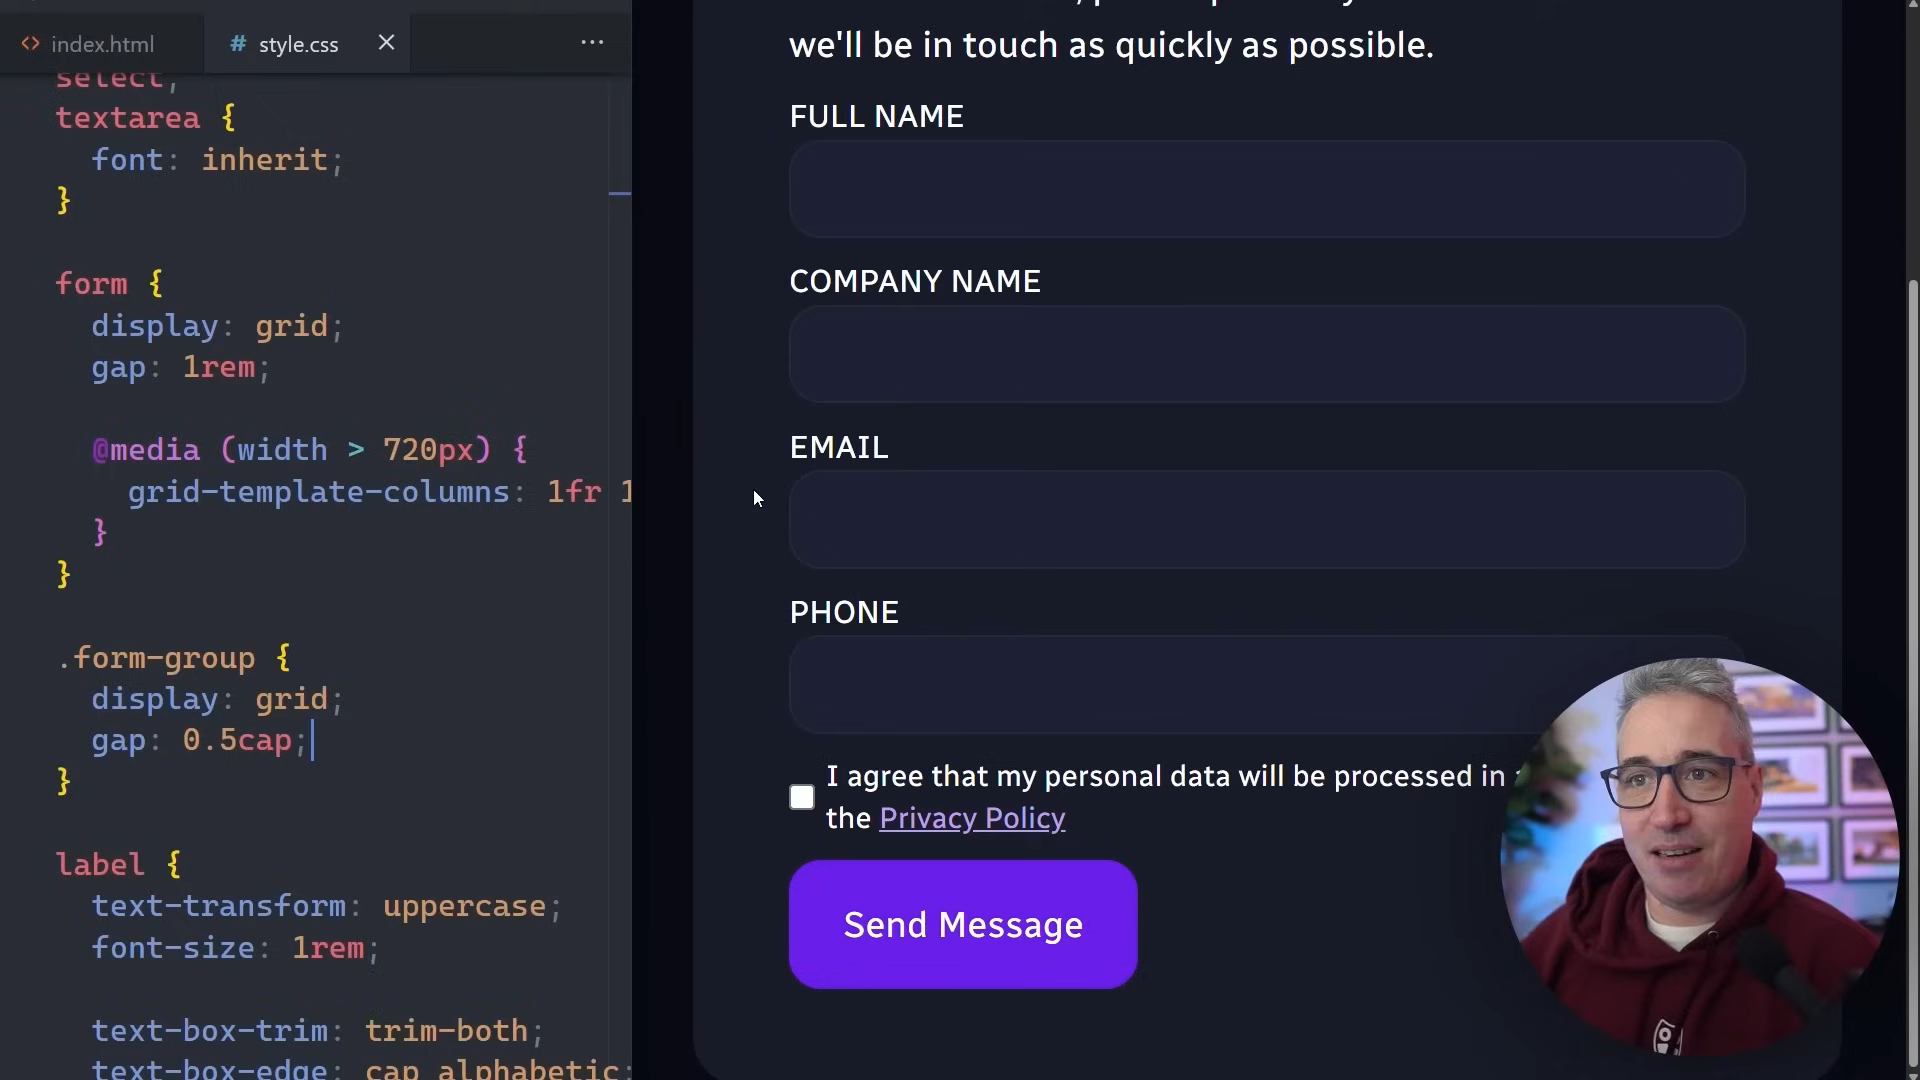 index.html
# style.css
select,
textarea {
font: inherit;
}
form {
display: grid;
gap: 1rem;
@media (width > 720px) {
grid-template-columns: 1fr 1
}
}
.form-group {
display: grid;
gap: 0.5cap;
}
label {
text-transform: uppercase;
font-size: 1rem;
text-box-trim: trim-both;
text-box-edge: cap alphabetic;
we'll be in touch as quickly as possible.
FULL NAME
COMPANY NAME
EMAIL
PHONE
I agree that my personal data will be processed in
the Privacy Policy
Send Message